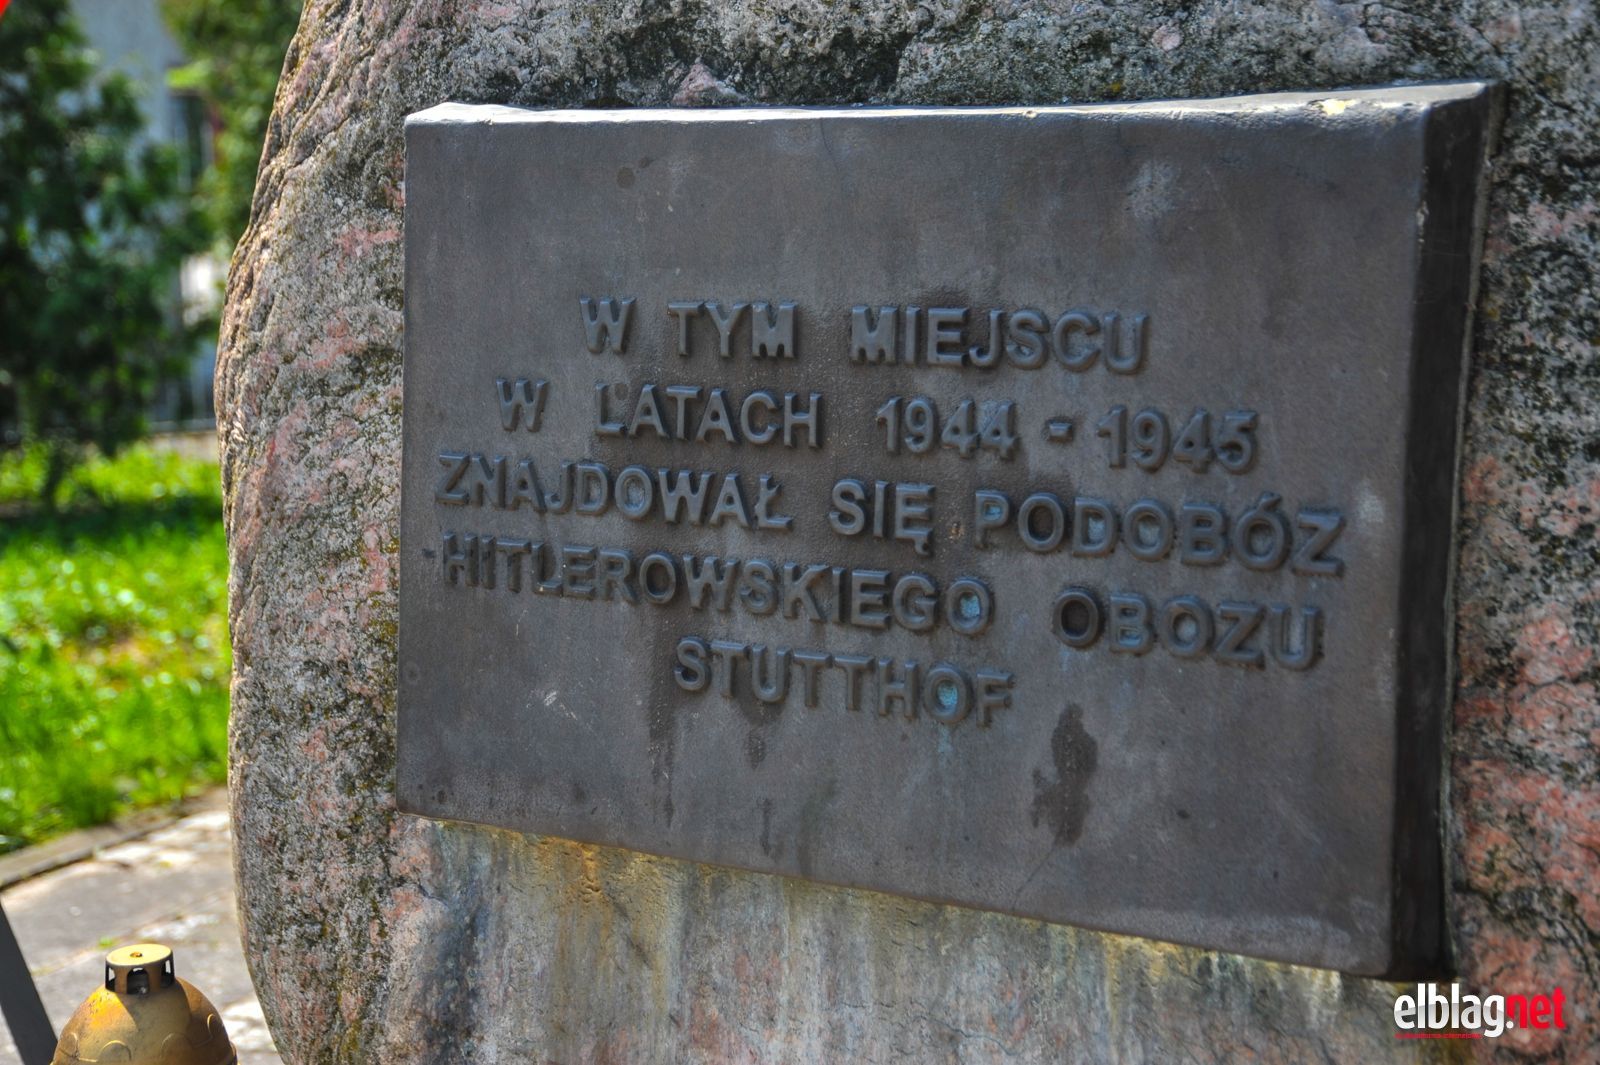 W TYM MIEJSCU
W LATACH 1944 - 1945
ZNAJDOWAŁ SIĘ PODOBÓZ
HITLEROWSKIEGO OBOZU
STUTTHOF
elblag.net